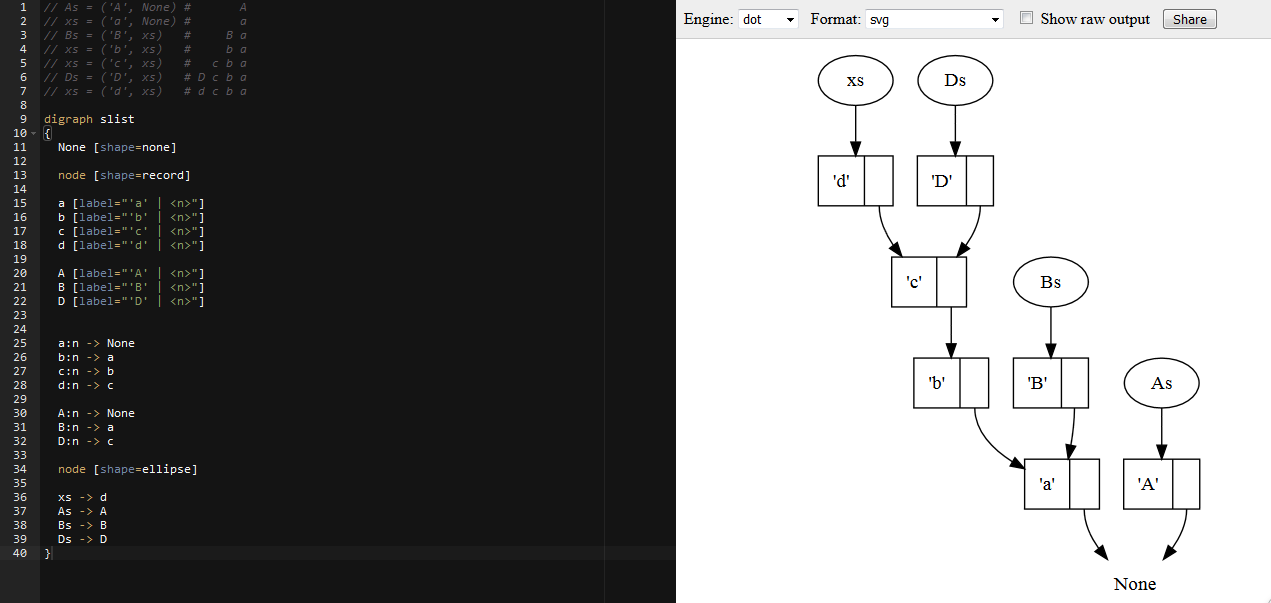 1 // As = ('A', None) #       A
2 // xs = ('a', None) #       a
3 // Bs = ('B', xs)   #     B a
4 // xs = ('b', xs)   #     b a
5 // xs = ('c', xs)   #   c b a
6 // Ds = ('D', xs)   # D c b a
7 // xs = ('d', xs)   # d c b a
8
9 digraph slist
10 {
11   None [shape=none]
12
13   node [shape=record]
14
15   a [label="'a' | <n>"]
16   b [label="'b' | <n>"]
17   c [label="'c' | <n>"]
18   d [label="'d' | <n>"]
19
20   A [label="'A' | <n>"]
21   B [label="'B' | <n>"]
22   D [label="'D' | <n>"]
23
24
25   a:n -> None
26   b:n -> a
27   c:n -> b
28   d:n -> c
29
30   A:n -> None
31   B:n -> a
32   D:n -> c
33
34   node [shape=ellipse]
35
36   xs -> d
37   As -> A
38   Bs -> B
39   Ds -> D
40 }
Engine: dot Format: svg Show raw output Share
xs Ds
'd' 'D'
'c' Bs
'b' 'B' As
'a' 'A'
None